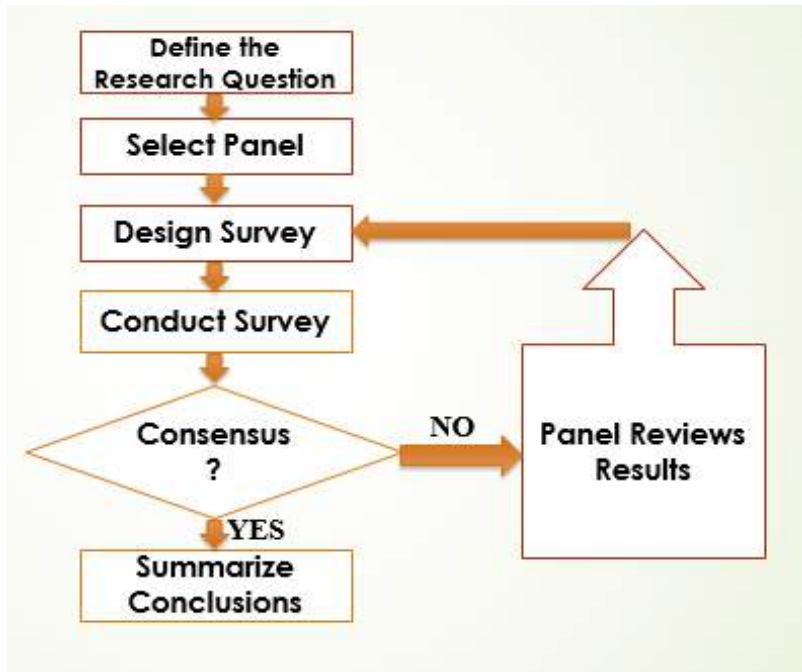 Define the
Research Question
Select Panel
Design Survey
Conduct Survey
Consensus
?
NO
Panel Reviews
Results
YES
Summarize
Conclusions